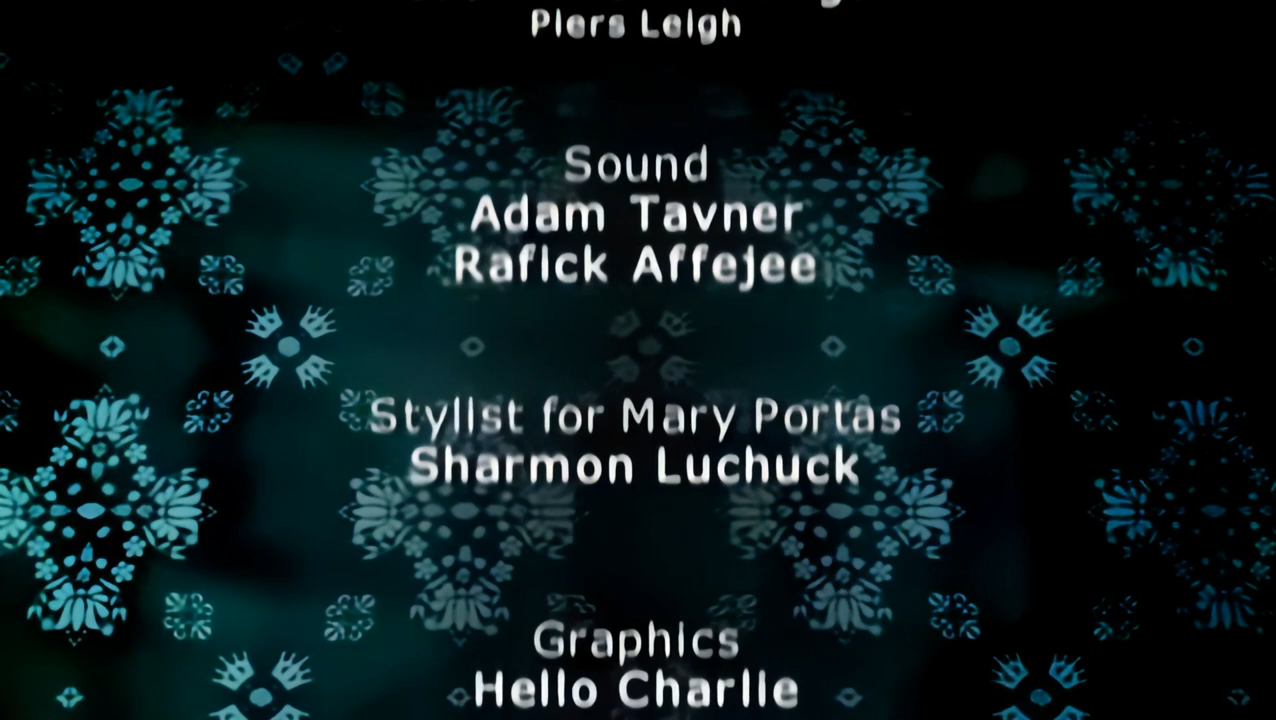 Piers Leigh
Sound
Adam Tavner
Rafick Affejee
Stylist for Mary Portas
Sharmon Luchuck
Graphics
Hello Charlie